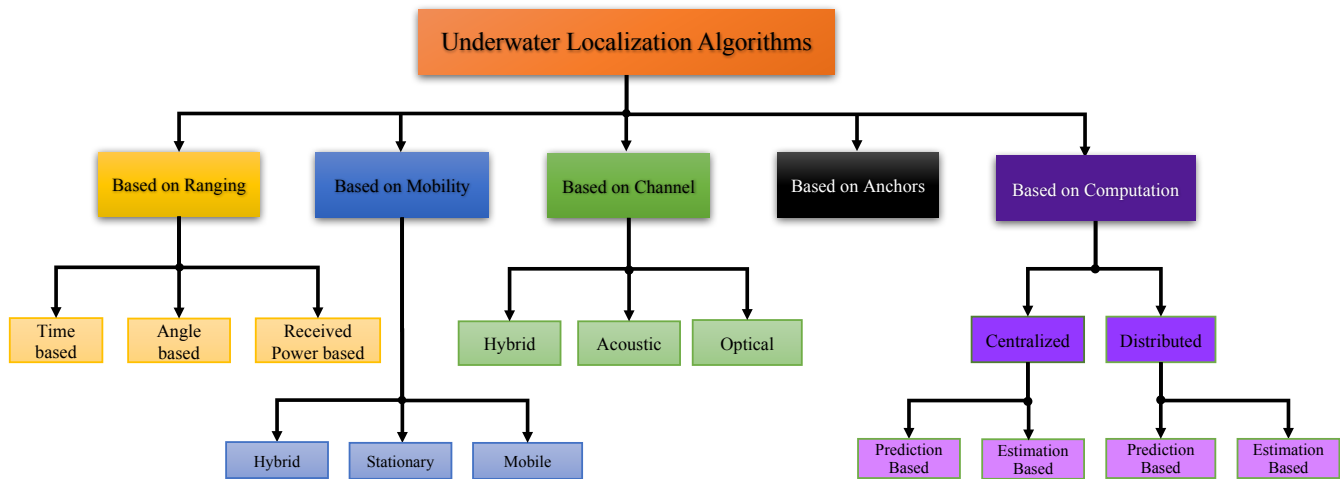 Underwater Localization Algorithms
Based on Ranging
Based on Mobility
Based on Channel
Based on Anchors
Based on Computation
Time
based
Angle
based
Received
Power based
Hybrid
Acoustic
Optical
Centralized
Distributed
Hybrid
Stationary
Mobile
Prediction
Based
Estimation
Based
Prediction
Based
Estimation
Based